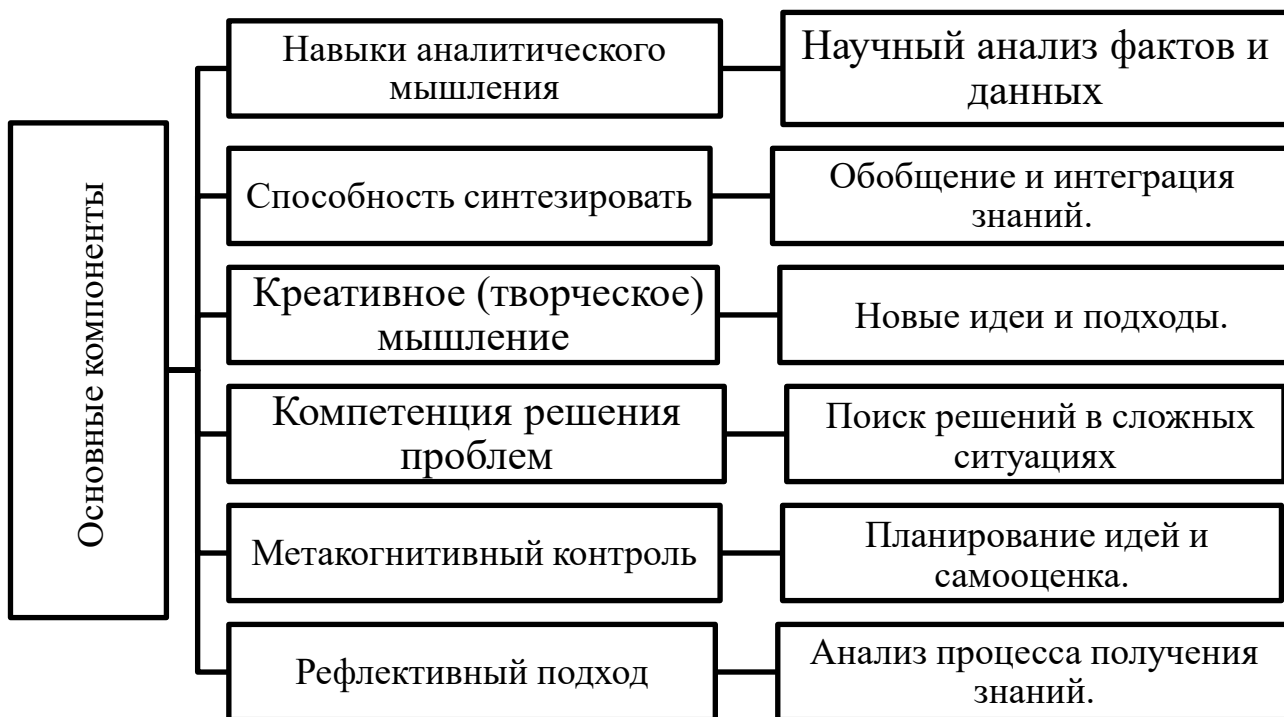 Основные компоненты
Навыки аналитического
мышления
Научный анализ фактов и
данных
Способность синтезировать
Обобщение и интеграция
знаний.
Креативное (творческое)
мышление
Новые идеи и подходы.
Компетенция решения
проблем
Поиск решений в сложных
ситуациях
Метакогнитивный контроль
Планирование идей и
самооценка.
Рефлективный подход
Анализ процесса получения
знаний.